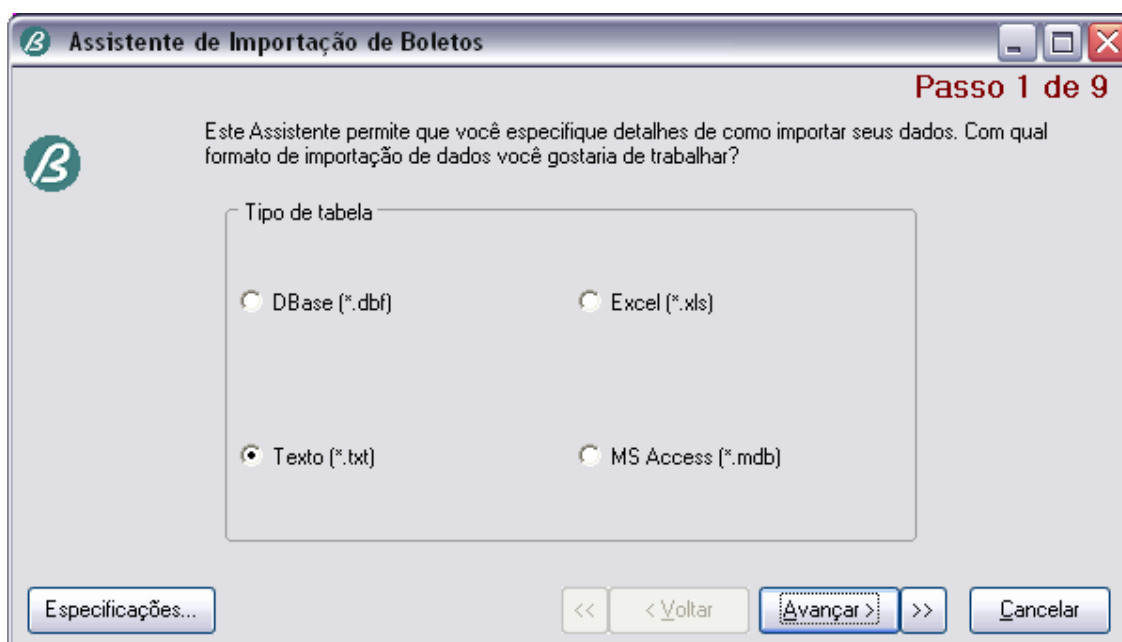 Assistente de Importação de Boletos
Passo 1 de 9
Este Assistente permite que você especifique detalhes de como importar seus dados. Com qual
formato de importação de dados você gostaria de trabalhar?
Tipo de tabela
DBase (*.dbf)
Excel (*.xls)
Texto (*.txt)
MS Access (*.mdb)
Especificações...
<<
< Voltar
Avançar >
>>
Cancelar